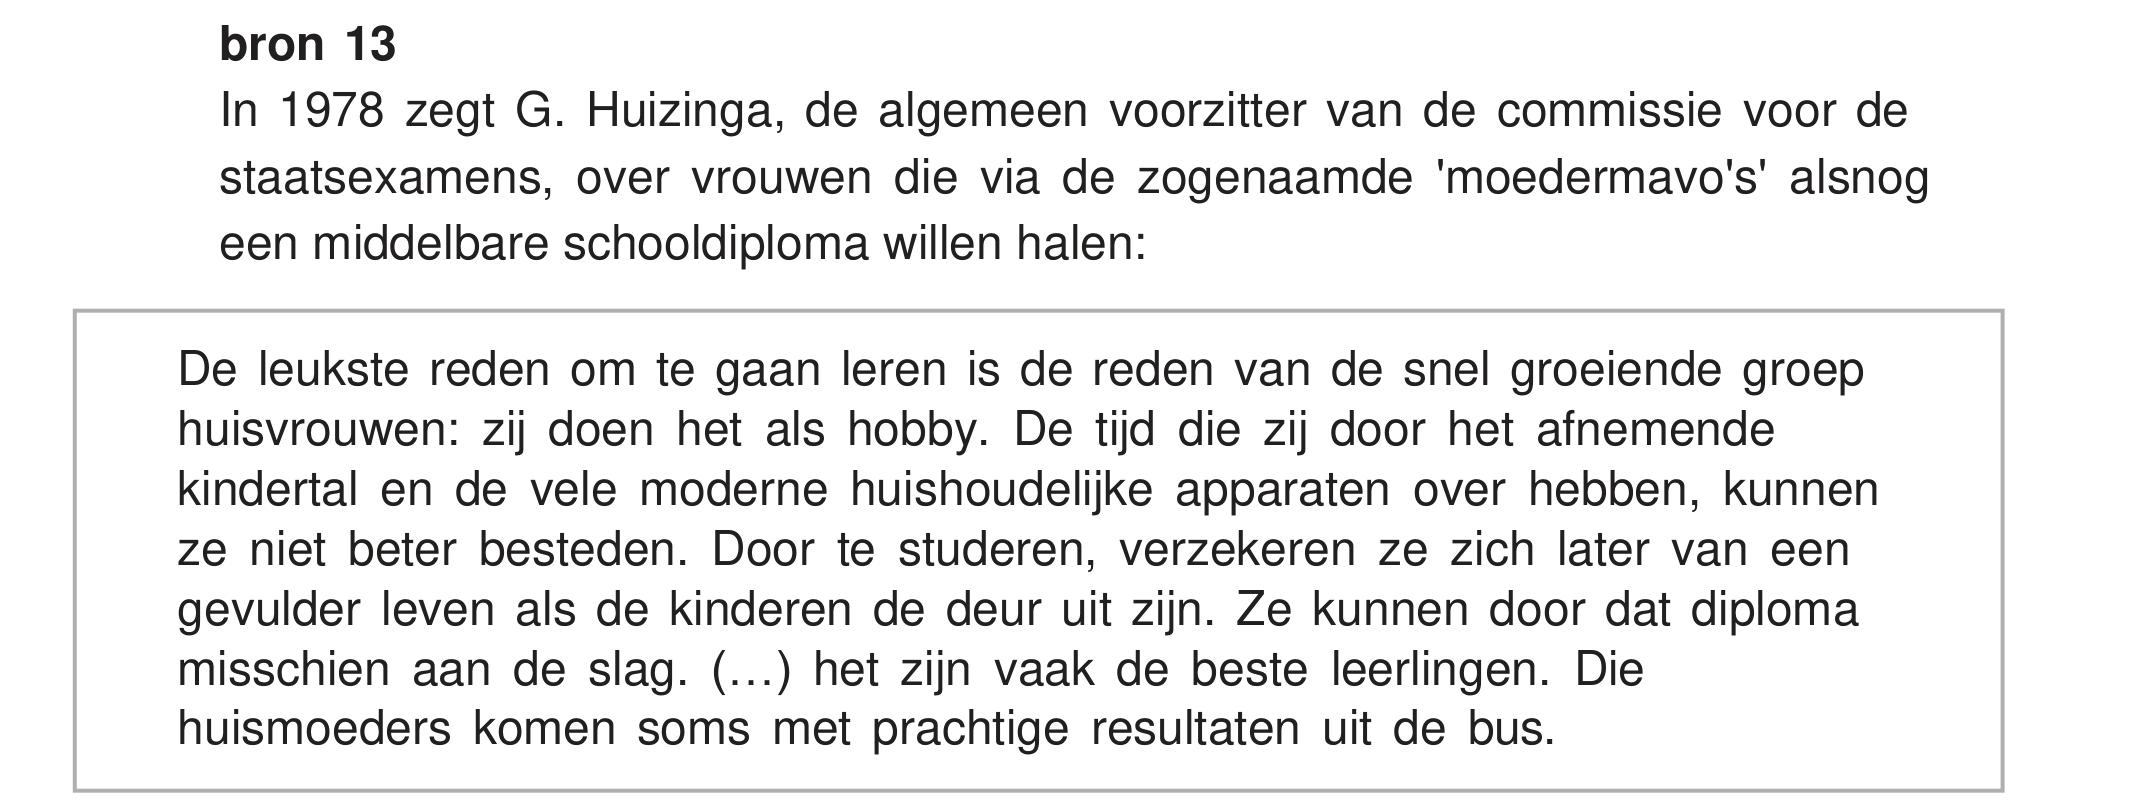 bron 13
In 1978 zegt G. Huizinga, de algemeen voorzitter van de commissie voor de
staatsexamens, over vrouwen die via de zogenaamde 'moedermavo's' alsnog
een middelbare schooldiploma willen halen:
De leukste reden om te gaan leren is de reden van de snel groeiende groep
huisvrouwen: zij doen het als hobby. De tijd die zij door het afnemende
kindertal en de vele moderne huishoudelijke apparaten over hebben, kunnen
ze niet beter besteden. Door te studeren, verzekeren ze zich later van een
gevulder leven als de kinderen de deur uit zijn. Ze kunnen door dat diploma
misschien aan de slag. (…) het zijn vaak de beste leerlingen. Die
huismoeders komen soms met prachtige resultaten uit de bus.